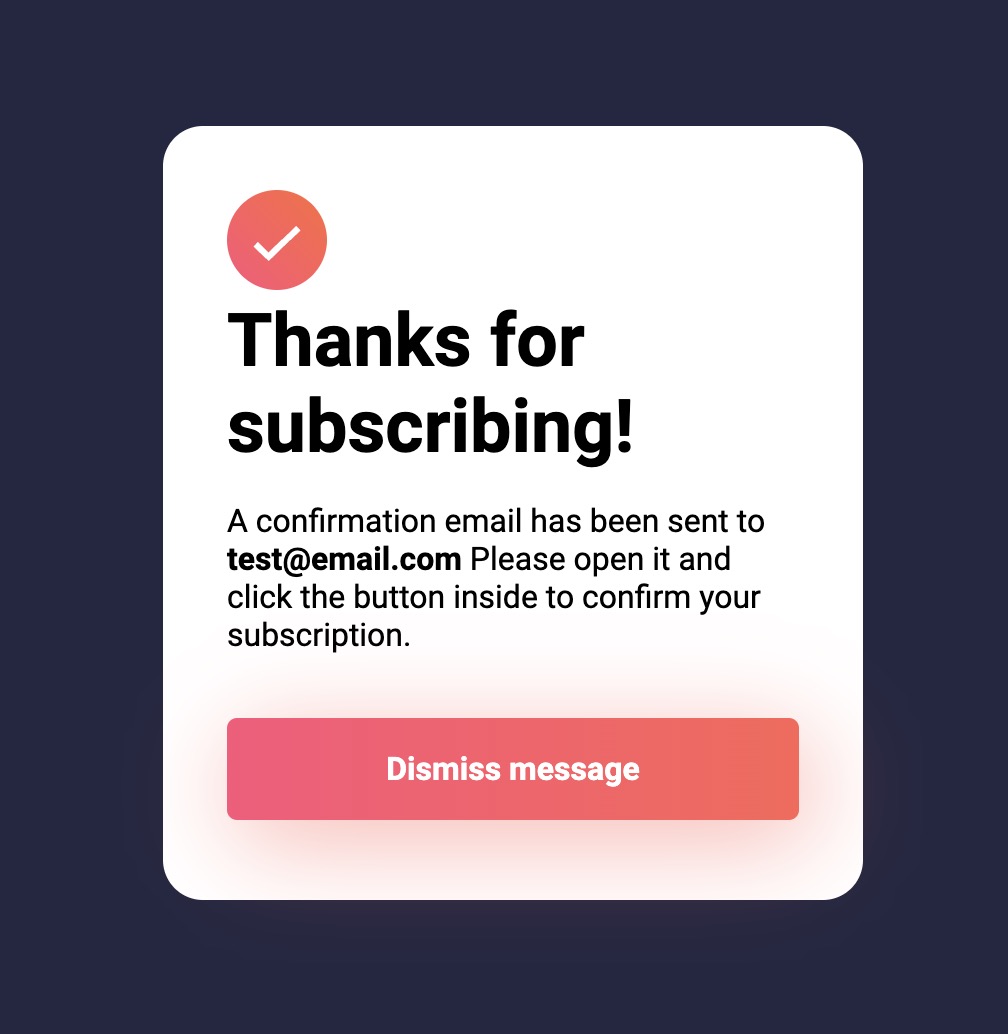 Thanks for
subscribing!
A confirmation email has been sent to
test@email.com Please open it and
click the button inside to confirm your
subscription.
Dismiss message